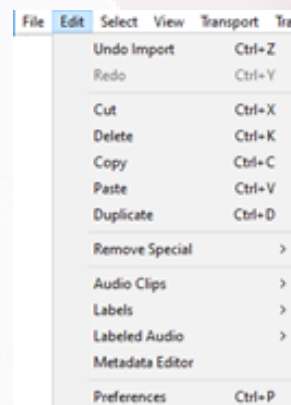 File Edit Select View Transport Tra
Undo Import Ctrl+Z
Redo Ctrl+Y
Cut Ctrl+X
Delete Ctrl+K
Copy Ctrl+C
Paste Ctrl+V
Duplicate Ctrl+D
Remove Special >
Audio Clips >
Labels >
Labeled Audio >
Metadata Editor
Preferences Ctrl+P